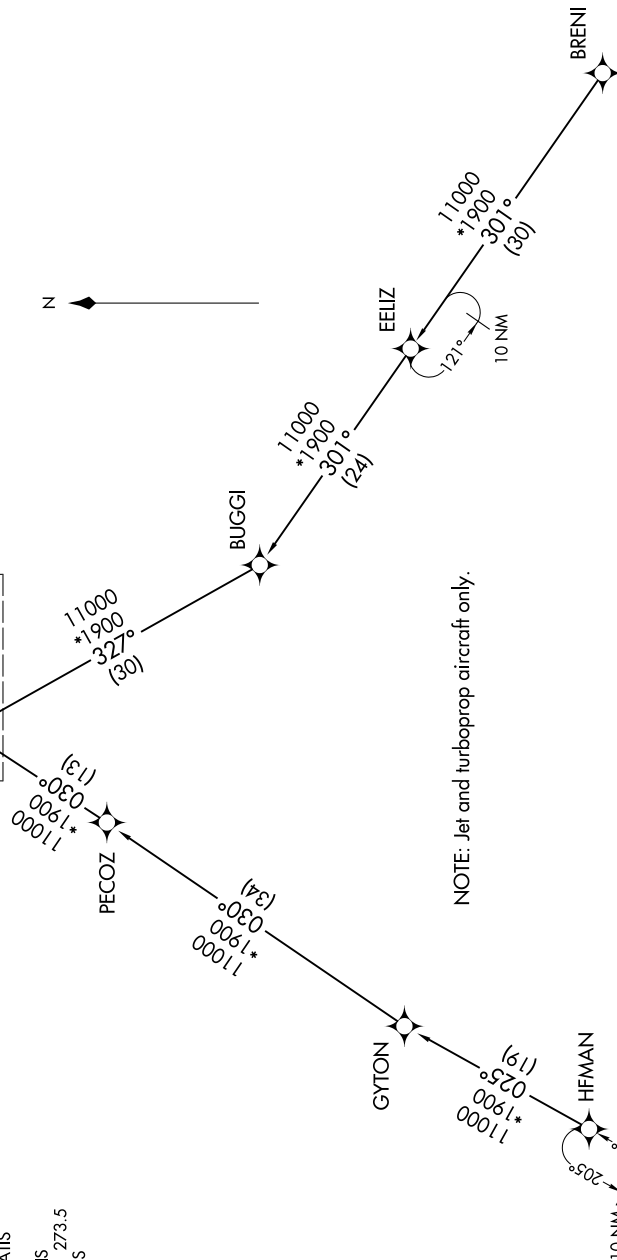 BRENI
11000
*1900
301°
(30)
N
EELIZ
121°
10 NM
11000
*1900
301°
(24)
BUGGI
11000
*1900
327°
(30)
NOTE: Jet and turboprop aircraft only.
11000
*1900
030°
(13)
PECOZ
11000
*1900
030°
(34)
GYTON
11000
*1900
025°
(19)
HFMAN
205°
10 NM
ATIS
273.5